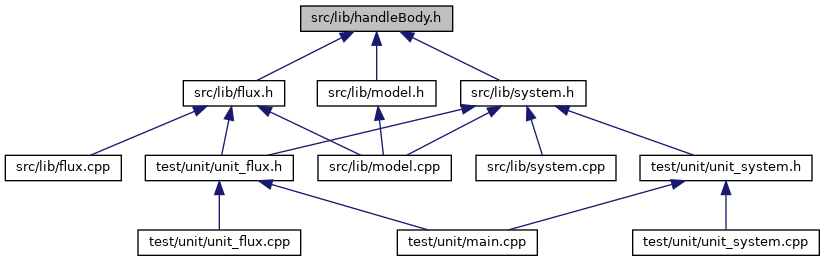 src/lib/handleBody.h
src/lib/flux.h
src/lib/model.h
src/lib/system.h
src/lib/flux.cpp
test/unit/unit_flux.h
src/lib/model.cpp
src/lib/system.cpp
test/unit/unit_system.h
test/unit/unit_flux.cpp
test/unit/main.cpp
test/unit/unit_system.cpp